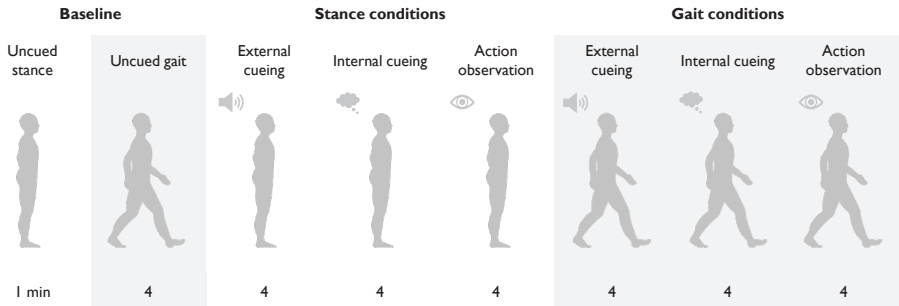 Baseline
Stance conditions
Gait conditions
Uncued
stance
Uncued gait
External
cueing
Internal cueing
Action
observation
External
cueing
Internal cueing
Action
observation
1 min
4
4
4
4
4
4
4